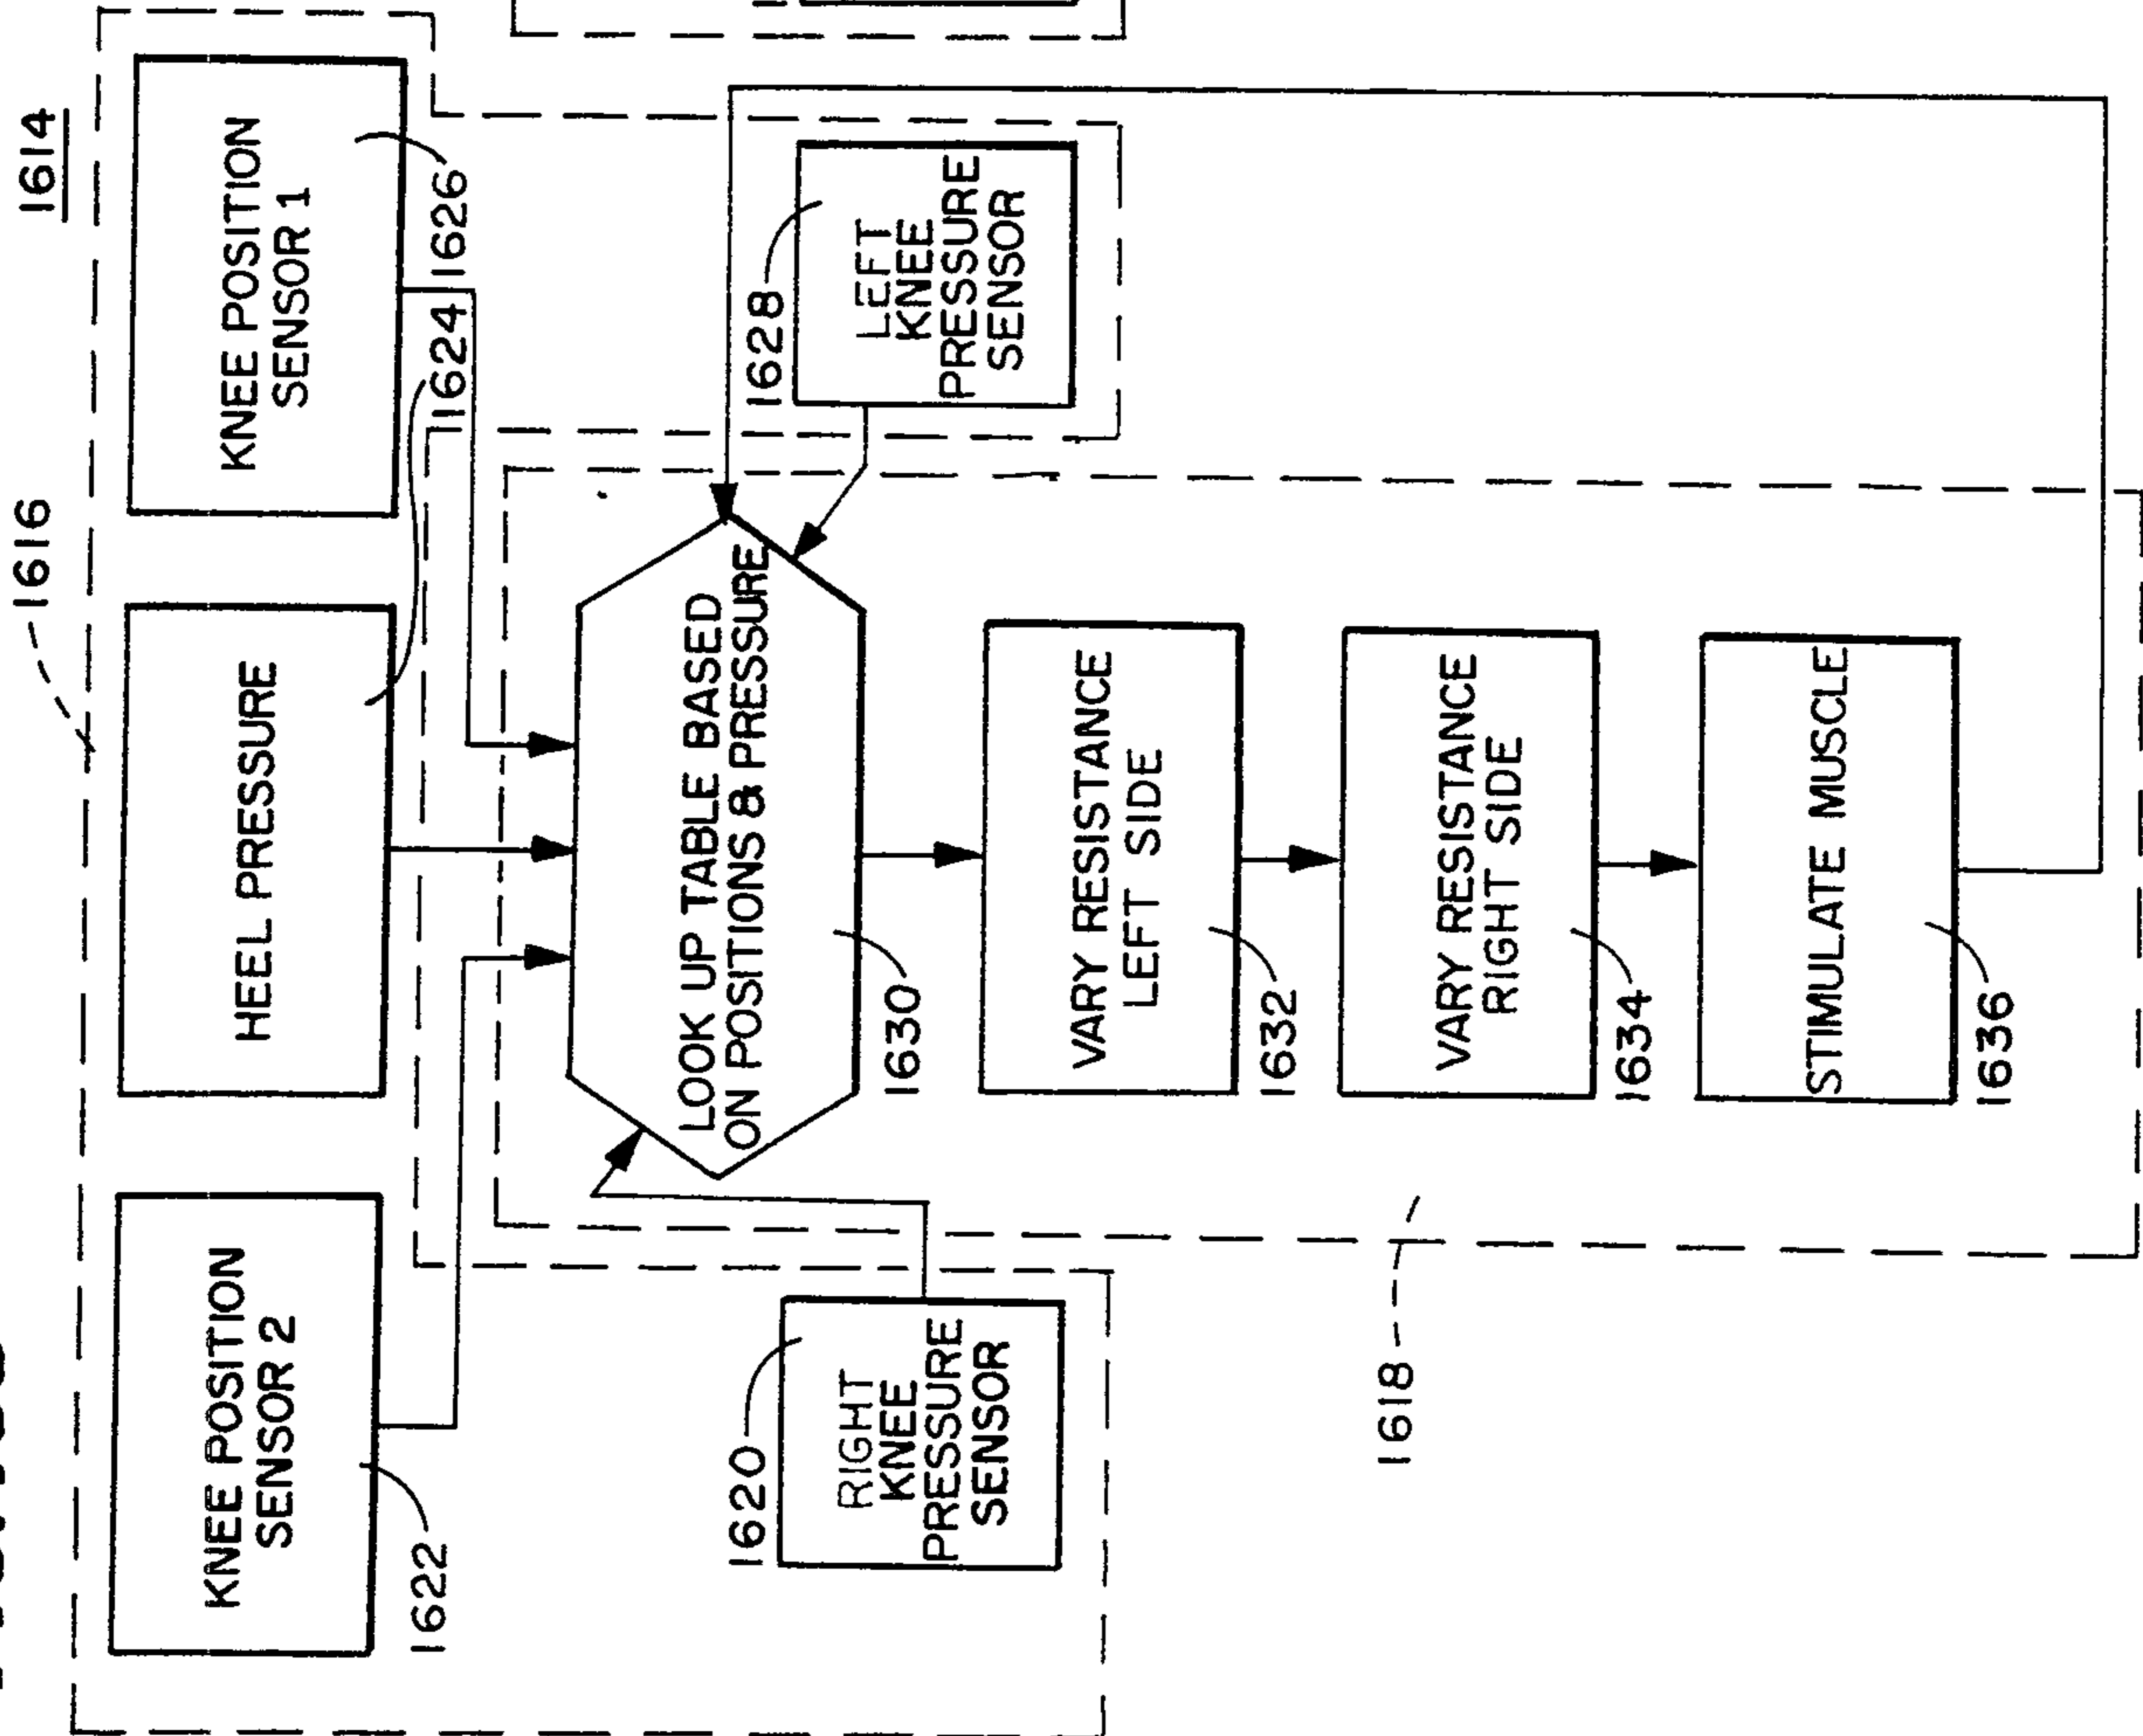 1614
1616
KNEE POSITION
SENSOR 2
1622
HEEL PRESSURE
1624
KNEE POSITION
SENSOR 1
1626
1620
RIGHT
KNEE
PRESSURE
SENSOR
LOOK UP TABLE BASED
ON POSITIONS & PRESSURE
1630
1628
LEFT
KNEE
PRESSURE
SENSOR
VARY RESISTANCE
LEFT SIDE
1632
VARY RESISTANCE
RIGHT SIDE
1634
1618
STIMULATE MUSCLE
1636